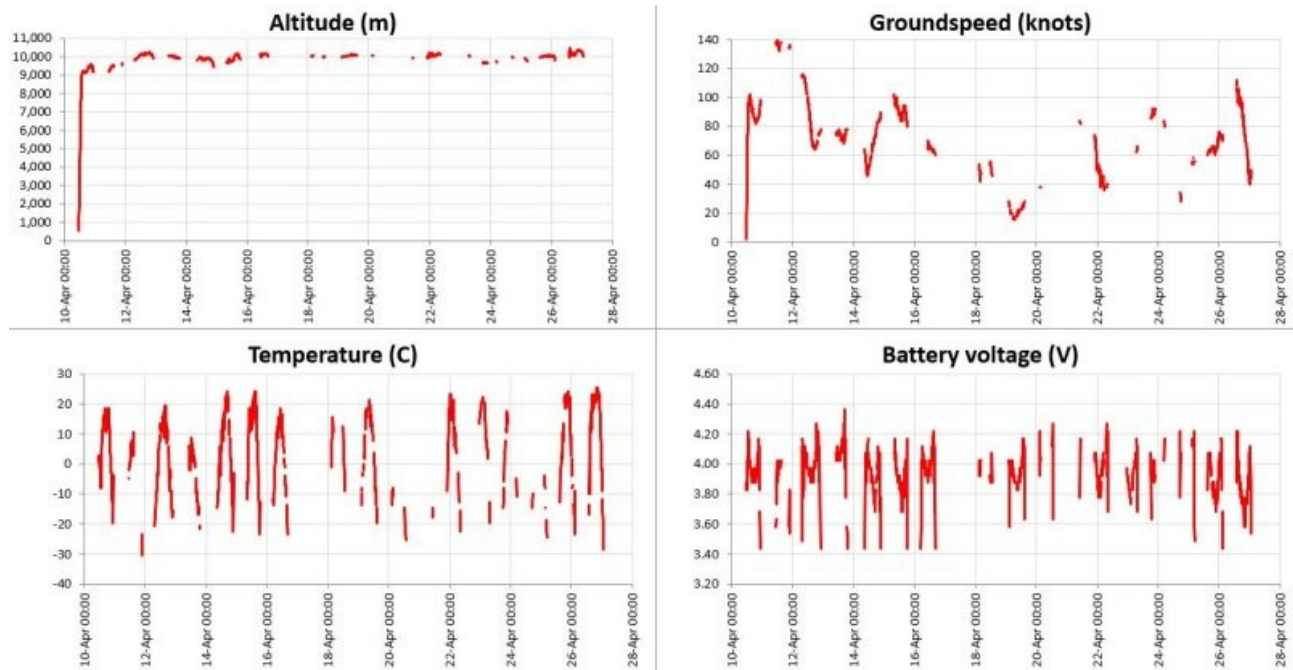 Altitude (m)
11,000
10,000
9,000
8,000
7,000
6,000
5,000
4,000
3,000
2,000
1,000
0
10-Apr 00:00
12-Apr 00:00
14-Apr 00:00
16-Apr 00:00
18-Apr 00:00
20-Apr 00:00
22-Apr 00:00
24-Apr 00:00
26-Apr 00:00
28-Apr 00:00
Groundspeed (knots)
140
120
100
80
60
40
20
0
10-Apr 00:00
12-Apr 00:00
14-Apr 00:00
16-Apr 00:00
18-Apr 00:00
20-Apr 00:00
22-Apr 00:00
24-Apr 00:00
26-Apr 00:00
28-Apr 00:00
Temperature (C)
30
20
10
0
-10
-20
-30
-40
10-Apr 00:00
12-Apr 00:00
14-Apr 00:00
16-Apr 00:00
18-Apr 00:00
20-Apr 00:00
22-Apr 00:00
24-Apr 00:00
26-Apr 00:00
28-Apr 00:00
Battery voltage (V)
4.60
4.40
4.20
4.00
3.80
3.60
3.40
3.20
10-Apr 00:00
12-Apr 00:00
14-Apr 00:00
16-Apr 00:00
18-Apr 00:00
20-Apr 00:00
22-Apr 00:00
24-Apr 00:00
26-Apr 00:00
28-Apr 00:00